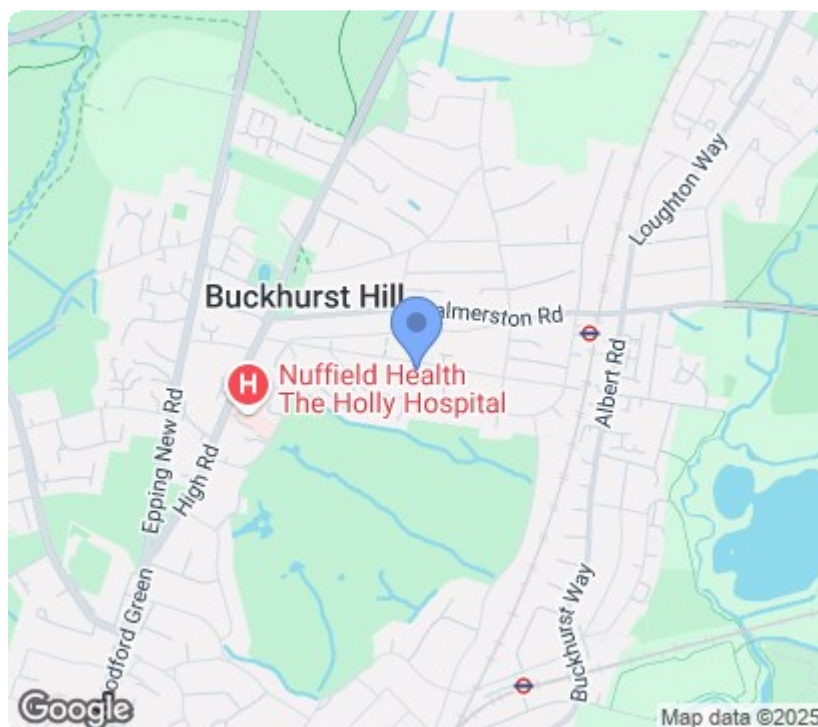 Loughton Way
Buckhurst Hill
almerston Rd
Nuffield Health
The Holly Hospital
H
Albert Rd
Epping New Rd
High Rd
Buckhurst Way
odford Green
Google
Map data ©2025